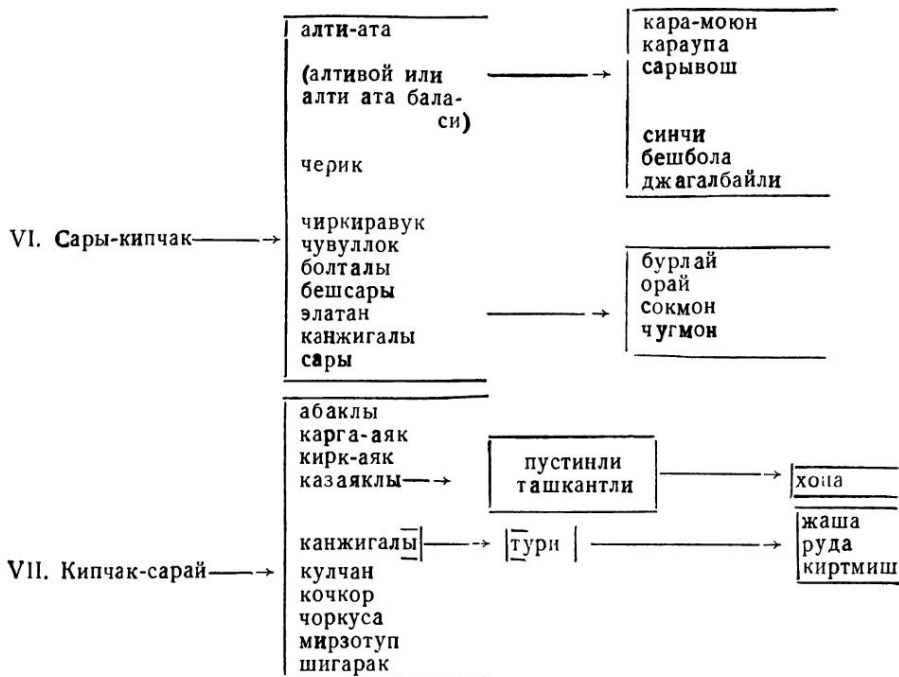 VI. Сары-кипчак
алти-ата
(алтивой или
алти ата бала-
си)
черик
чиркиравук
чувуллок
болталы
бешсары
элатан
канжигалы
сары
кара-моюн
караупа
сарывош
синчи
бешбола
джагалбайли
бурлай
орай
сокмон
чугмон
VII. Кипчак-сарай
абаклы
карга-аяк
кирк-аяк
казаяклы
канжигалы
кулчан
кочкор
чоркуса
мирзотуп
шигарак
пустинли
ташкантли
тури
жаша
руда
киртмиш